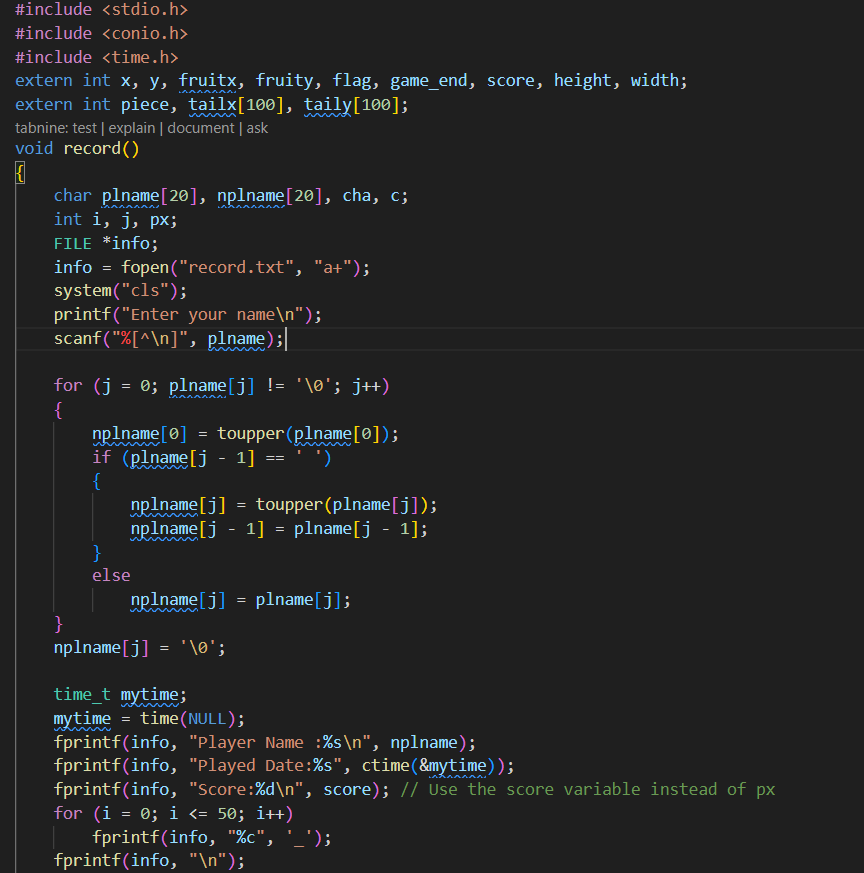 #include <stdio.h>
#include <conio.h>
#include <time.h>
extern int x, y, fruitx, fruity, flag, game_end, score, height, width;
extern int piece, tailx[100], taily[100];
tabnine: test | explain | document | ask
void record()
{
    char plname[20], nplname[20], cha, c;
    int i, j, px;
    FILE *info;
    info = fopen("record.txt", "a+");
    system("cls");
    printf("Enter your name\n");
    scanf("%[^\n]", plname);

    for (j = 0; plname[j] != '\0'; j++)
    {
        nplname[0] = toupper(plname[0]);
        if (plname[j - 1] == ' ')
        {
            nplname[j] = toupper(plname[j]);
            nplname[j - 1] = plname[j - 1];
        }
        else
            nplname[j] = plname[j];
    }
    nplname[j] = '\0';

    time_t mytime;
    mytime = time(NULL);
    fprintf(info, "Player Name :%s\n", nplname);
    fprintf(info, "Played Date:%s", ctime(&mytime));
    fprintf(info, "Score:%d\n", score); // Use the score variable instead of px
    for (i = 0; i <= 50; i++)
        fprintf(info, "%c", '_');
    fprintf(info, "\n");